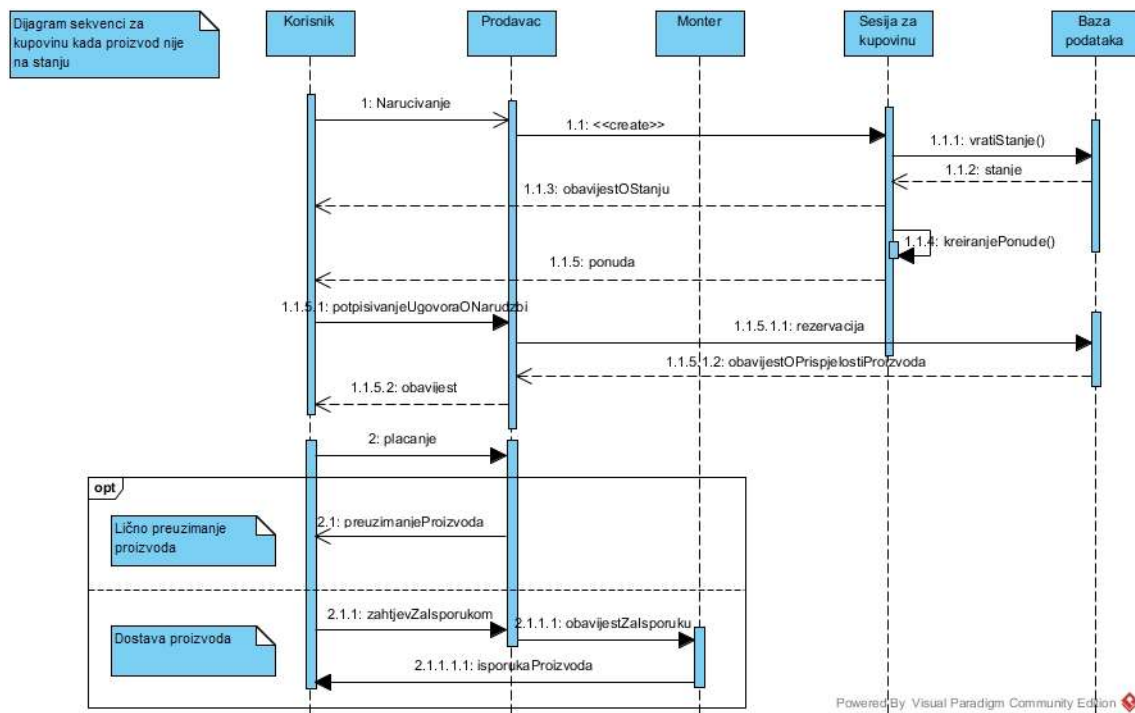 Dijagram sekvenci za
kupovinu kada proizvod nije
na stanju
Korisnik
Prodavac
Monter
Sesija za
kupovinu
Baza
podataka
1: Narucivanje
1.1: <<create>>
1.1.1: vratiStanje()
1.1.2: stanje
1.1.3: obavijestOStanju
1.1.4: kreiranjePonude()
1.1.5: ponuda
1.1.5.1: potpisivanjeUgovoraONarudzbi
1.1.5.1.1: rezervacija
1.1.5.1.2: obavijestOPrispjelostiProizvoda
1.1.5.2: obavijest
2: placanje
opt
Lično preuzimanje
proizvoda
2.1: preuzimanjeProizvoda
Dostava proizvoda
2.1.1: zahtjevZaIsporukom
2.1.1.1: obavijestZaIsporuku
2.1.1.1.1: isporukaProizvoda
Powered By Visual Paradigm Community Edition